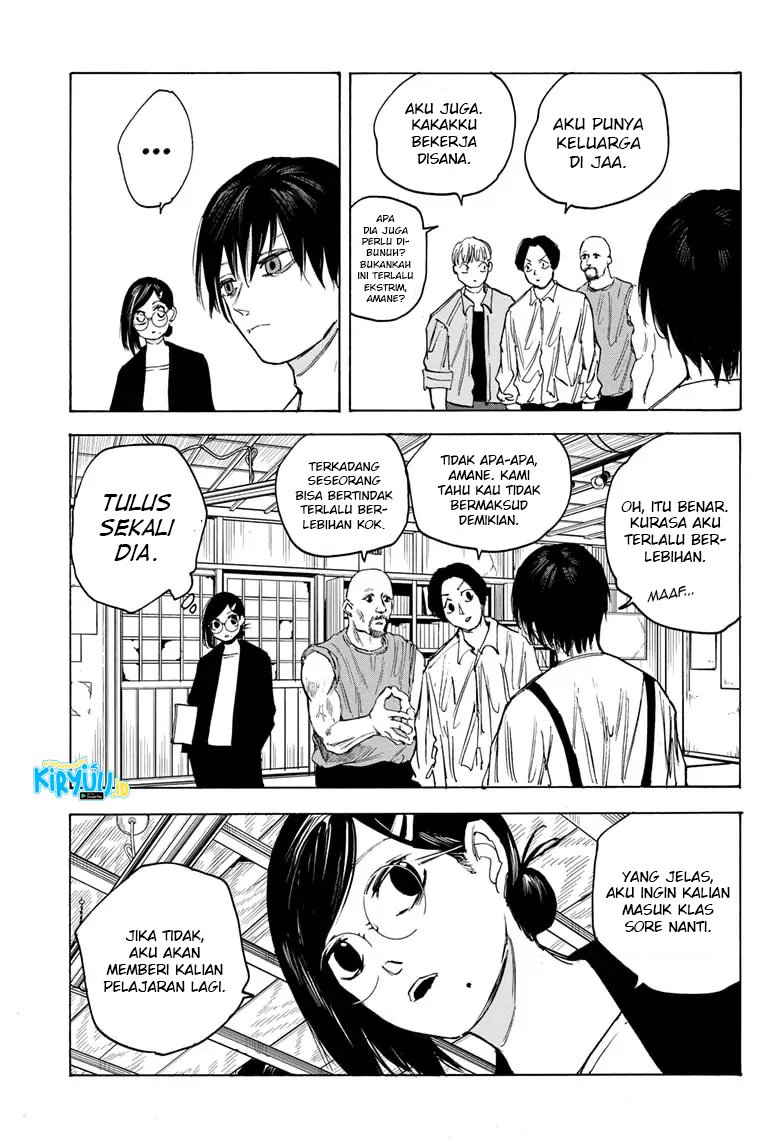 AKU PUNYA
KELUARGA
DI JAA.
AKU JUGA.
KAKAKKU
BEKERJA
DISANA.
APA
DIA JUGA
PERLU DI-
BUNUH?
BUKANKAH
INI TERLALU
EKSTRIM,
AMANE?
...
OH, ITU BENAR.
KURASA AKU
TERLALU BER-
LEBIHAN.
MAAF...
TIDAK APA-APA,
AMANE. KAMI
TAHU KAU TIDAK
BERMAKSUD
DEMIKIAN.
TERKADANG
SESEORANG
BISA BERTINDAK
TERLALU BER-
LEBIHAN KOK.
TULUS
SEKALI
DIA.
KIRYUU.ID
YANG JELAS,
AKU INGIN KALIAN
MASUK KLAS
SORE NANTI.
JIKA TIDAK,
AKU AKAN
MEMBERI KALIAN
PELAJARAN LAGI.